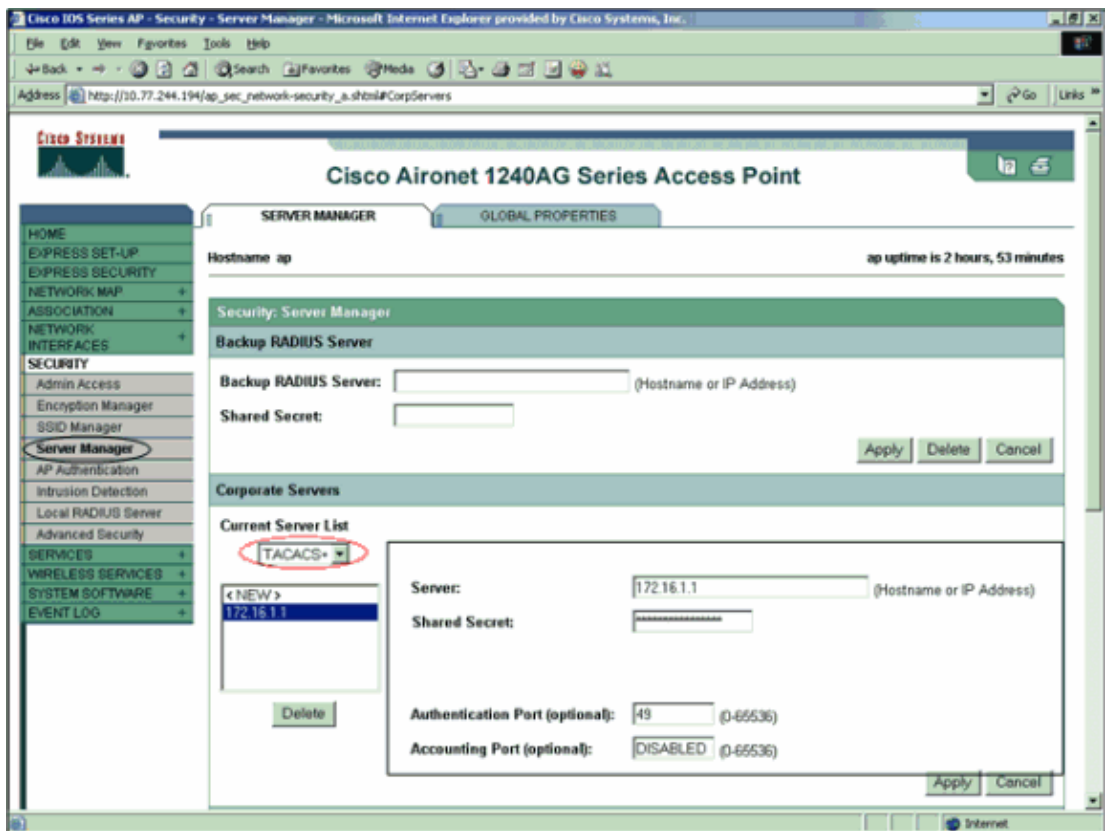 Cisco IOS Series AP - Security - Server Manager - Microsoft Internet Explorer provided by Cisco Systems, Inc.
File Edit View Favorites Tools Help
Back Search Favorites Media
Address http://10.77.244.194/ap_sec_network-security_a.shtml#CorpServers Go Links »
CISCO SYSTEMS
Cisco Aironet 1240AG Series Access Point
SERVER MANAGER GLOBAL PROPERTIES
Hostname ap ap uptime is 2 hours, 53 minutes
HOME
EXPRESS SET-UP
EXPRESS SECURITY
NETWORK MAP +
ASSOCIATION +
NETWORK
INTERFACES +
SECURITY
Admin Access
Encryption Manager
SSID Manager
Server Manager
AP Authentication
Intrusion Detection
Local RADIUS Server
Advanced Security
SERVICES +
WIRELESS SERVICES +
SYSTEM SOFTWARE +
EVENT LOG +
Security: Server Manager
Backup RADIUS Server
Backup RADIUS Server: (Hostname or IP Address)
Shared Secret:
Apply Delete Cancel
Corporate Servers
Current Server List
TACACS+
<NEW>
172.16.1.1
Delete
Server: 172.16.1.1 (Hostname or IP Address)
Shared Secret: ****************
Authentication Port (optional): 49 (0-65536)
Accounting Port (optional): DISABLED (0-65536)
Apply Cancel
Internet